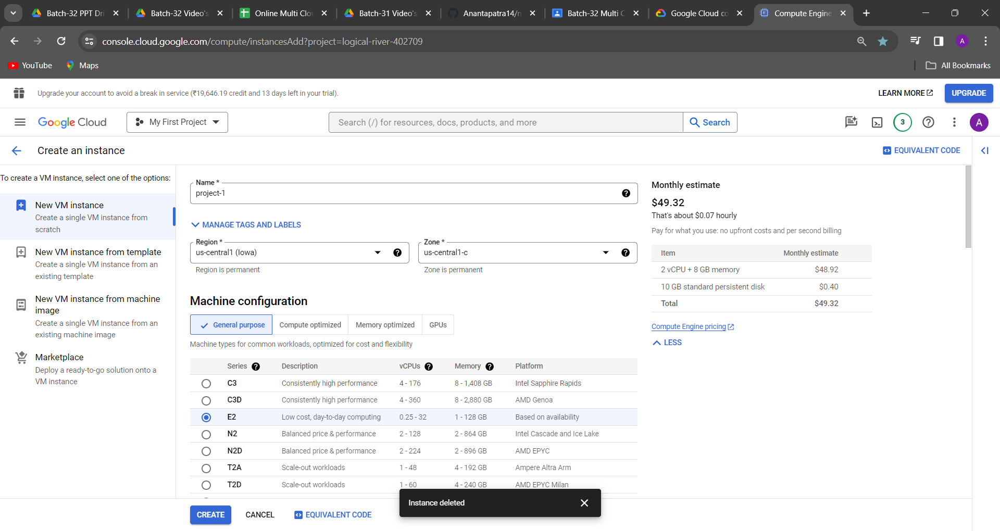 Batch-32 PPT Dri
Batch-32 Video's
Online Multi Clou
Batch-31 Video's
Anantapatra14/m
Batch-32 Multi C
Google Cloud co
Compute Engine
console.cloud.google.com/compute/instancesAdd?project=logical-river-402709
A
YouTube
Maps
All Bookmarks
Upgrade your account to avoid a break in service (₹19,646.19 credit and 13 days left in your trial).
LEARN MORE
UPGRADE
Google Cloud
My First Project
Search (/) for resources, docs, products, and more
Search
3
A
Create an instance
EQUIVALENT CODE
To create a VM instance, select one of the options:
New VM instance
Create a single VM instance from
scratch
New VM instance from template
Create a single VM instance from an
existing template
New VM instance from machine
image
Create a single VM instance from an
existing machine image
Marketplace
Deploy a ready-to-go solution onto a
VM instance
Name *
project-1
MANAGE TAGS AND LABELS
Region *
us-central1 (Iowa)
Region is permanent
Zone *
us-central1-c
Zone is permanent
Machine configuration
General purpose
Compute optimized
Memory optimized
GPUs
Machine types for common workloads, optimized for cost and flexibility
Series Description vCPUs Memory Platform
C3 Consistently high performance 4 - 176 8 - 1,408 GB Intel Sapphire Rapids
C3D Consistently high performance 4 - 360 8 - 2,880 GB AMD Genoa
E2 Low cost, day-to-day computing 0.25 - 32 1 - 128 GB Based on availability
N2 Balanced price & performance 2 - 128 2 - 864 GB Intel Cascade and Ice Lake
N2D Balanced price & performance 2 - 224 2 - 896 GB AMD EPYC
T2A Scale-out workloads 1 - 48 4 - 192 GB Ampere Altra Arm
T2D Scale-out workloads 1 - 60 4 - 240 GB AMD EPYC Milan
Monthly estimate
$49.32
That's about $0.07 hourly
Pay for what you use: no upfront costs and per second billing
Item Monthly estimate
2 vCPU + 8 GB memory $48.92
10 GB standard persistent disk $0.40
Total $49.32
Compute Engine pricing
LESS
Instance deleted
CREATE
CANCEL
EQUIVALENT CODE